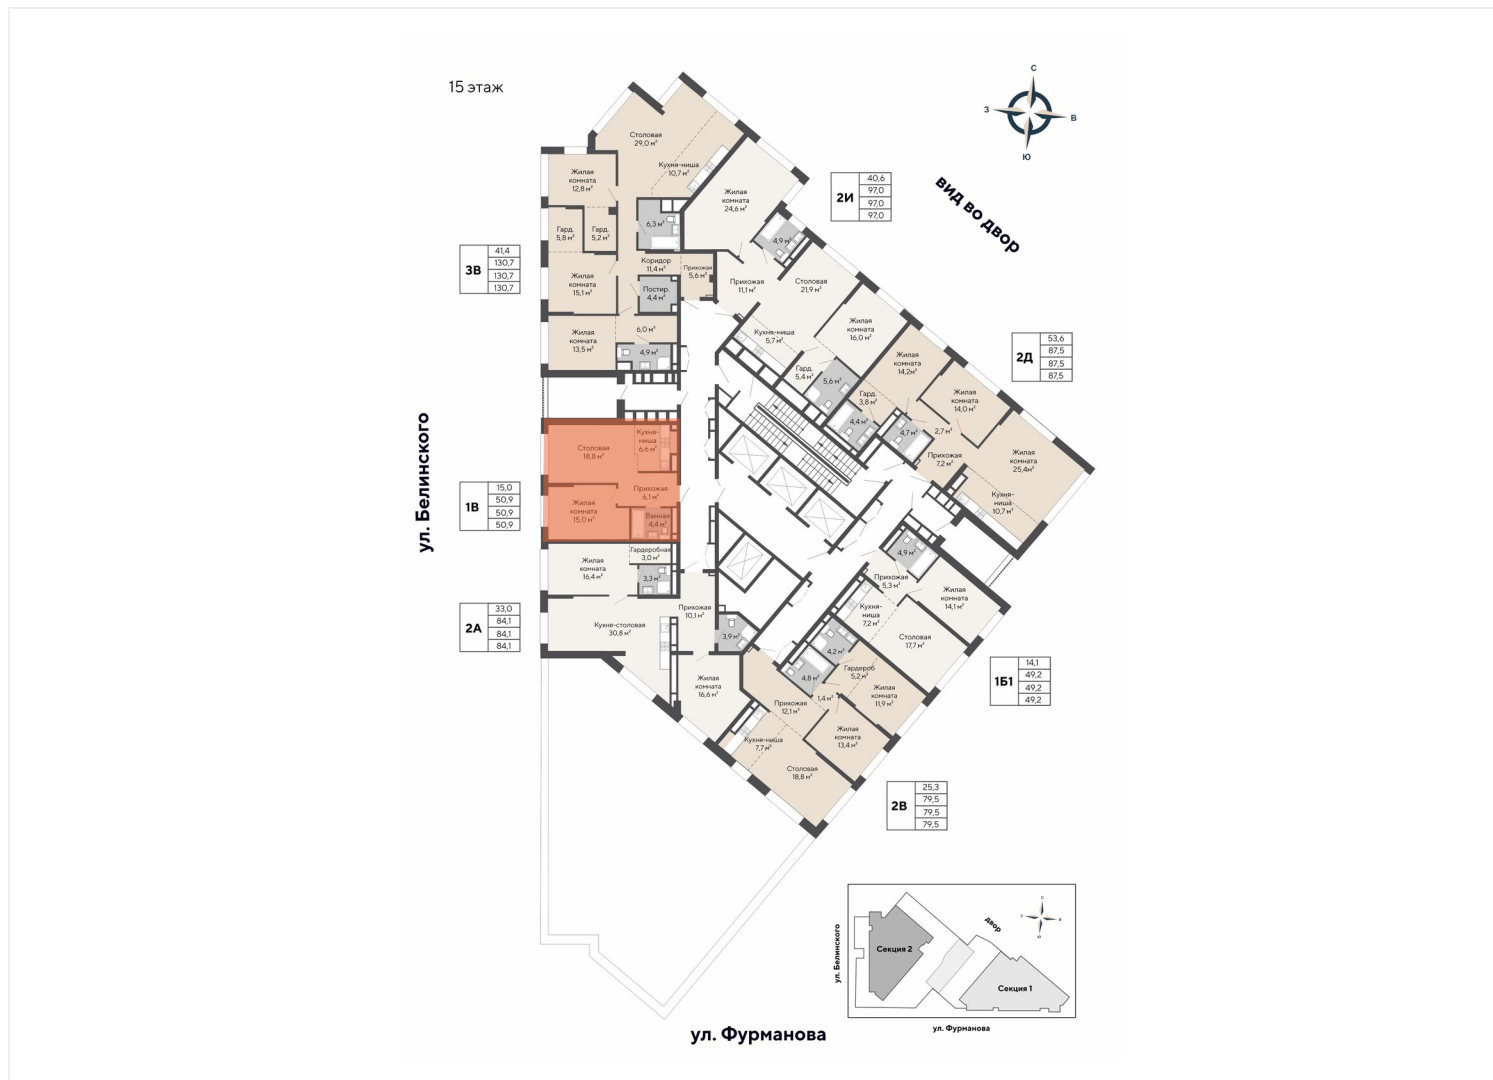 15 этаж
С
З
В
Ю
вид во двор
2И
40,6
97,0
97,0
97,0
Столовая
29,0 м²
Кухня-ниша
10,7 м²
Жилая
комната
12,8 м²
Жилая
комната
24,6 м²
Гард.
5,8 м²
Гард.
5,2 м²
6,3 м²
4,9 м²
3В
41,4
130,7
130,7
130,7
Коридор
11,4 м²
Прихожая
5,6 м²
Жилая
комната
15,1 м²
Постир.
4,4 м²
Прихожая
11,1 м²
Столовая
21,9 м²
Жилая
комната
13,5 м²
6,0 м²
4,9 м²
Кухня-ниша
5,7 м²
Жилая
комната
16,0 м²
2Д
53,6
87,5
87,5
87,5
Гард.
5,4 м²
5,6 м²
Жилая
комната
14,2м²
Гард.
3,8 м²
4,4 м²
Жилая
комната
14,0 м²
4,7 м²
2,7 м²
Прихожая
7,2 м²
Жилая
комната
25,4м²
Кухня-
ниша
10,7 м²
ул. Белинского
Столовая
18,8 м²
Кухня-
ниша
6,6 м²
1В
15,0
50,9
50,9
50,9
Прихожая
6,1 м²
Жилая
комната
15,0 м²
Ванная
4,4 м²
Жилая
комната
16,4 м²
Гардеробная
3,0 м²
3,3 м²
2А
33,0
84,1
84,1
84,1
Кухня-столовая
30,8 м²
Прихожая
10,1 м²
3,9 м²
Жилая
комната
16,6 м²
4,9 м²
Прихожая
5,3 м²
Жилая
комната
14,1 м²
Кухня-
ниша
7,2 м²
Столовая
17,7 м²
1Б1
14,1
49,2
49,2
49,2
4,2 м²
4,8 м²
Гардероб
5,2 м²
1,4 м²
Жилая
комната
11,9 м²
Прихожая
12,1 м²
Жилая
комната
13,4 м²
Кухня-ниша
7,7 м²
Столовая
18,8 м²
2В
25,3
79,5
79,5
79,5
ул. Фурманова
ул. Белинского
Секция 2
двор
Секция 1
ул. Фурманова